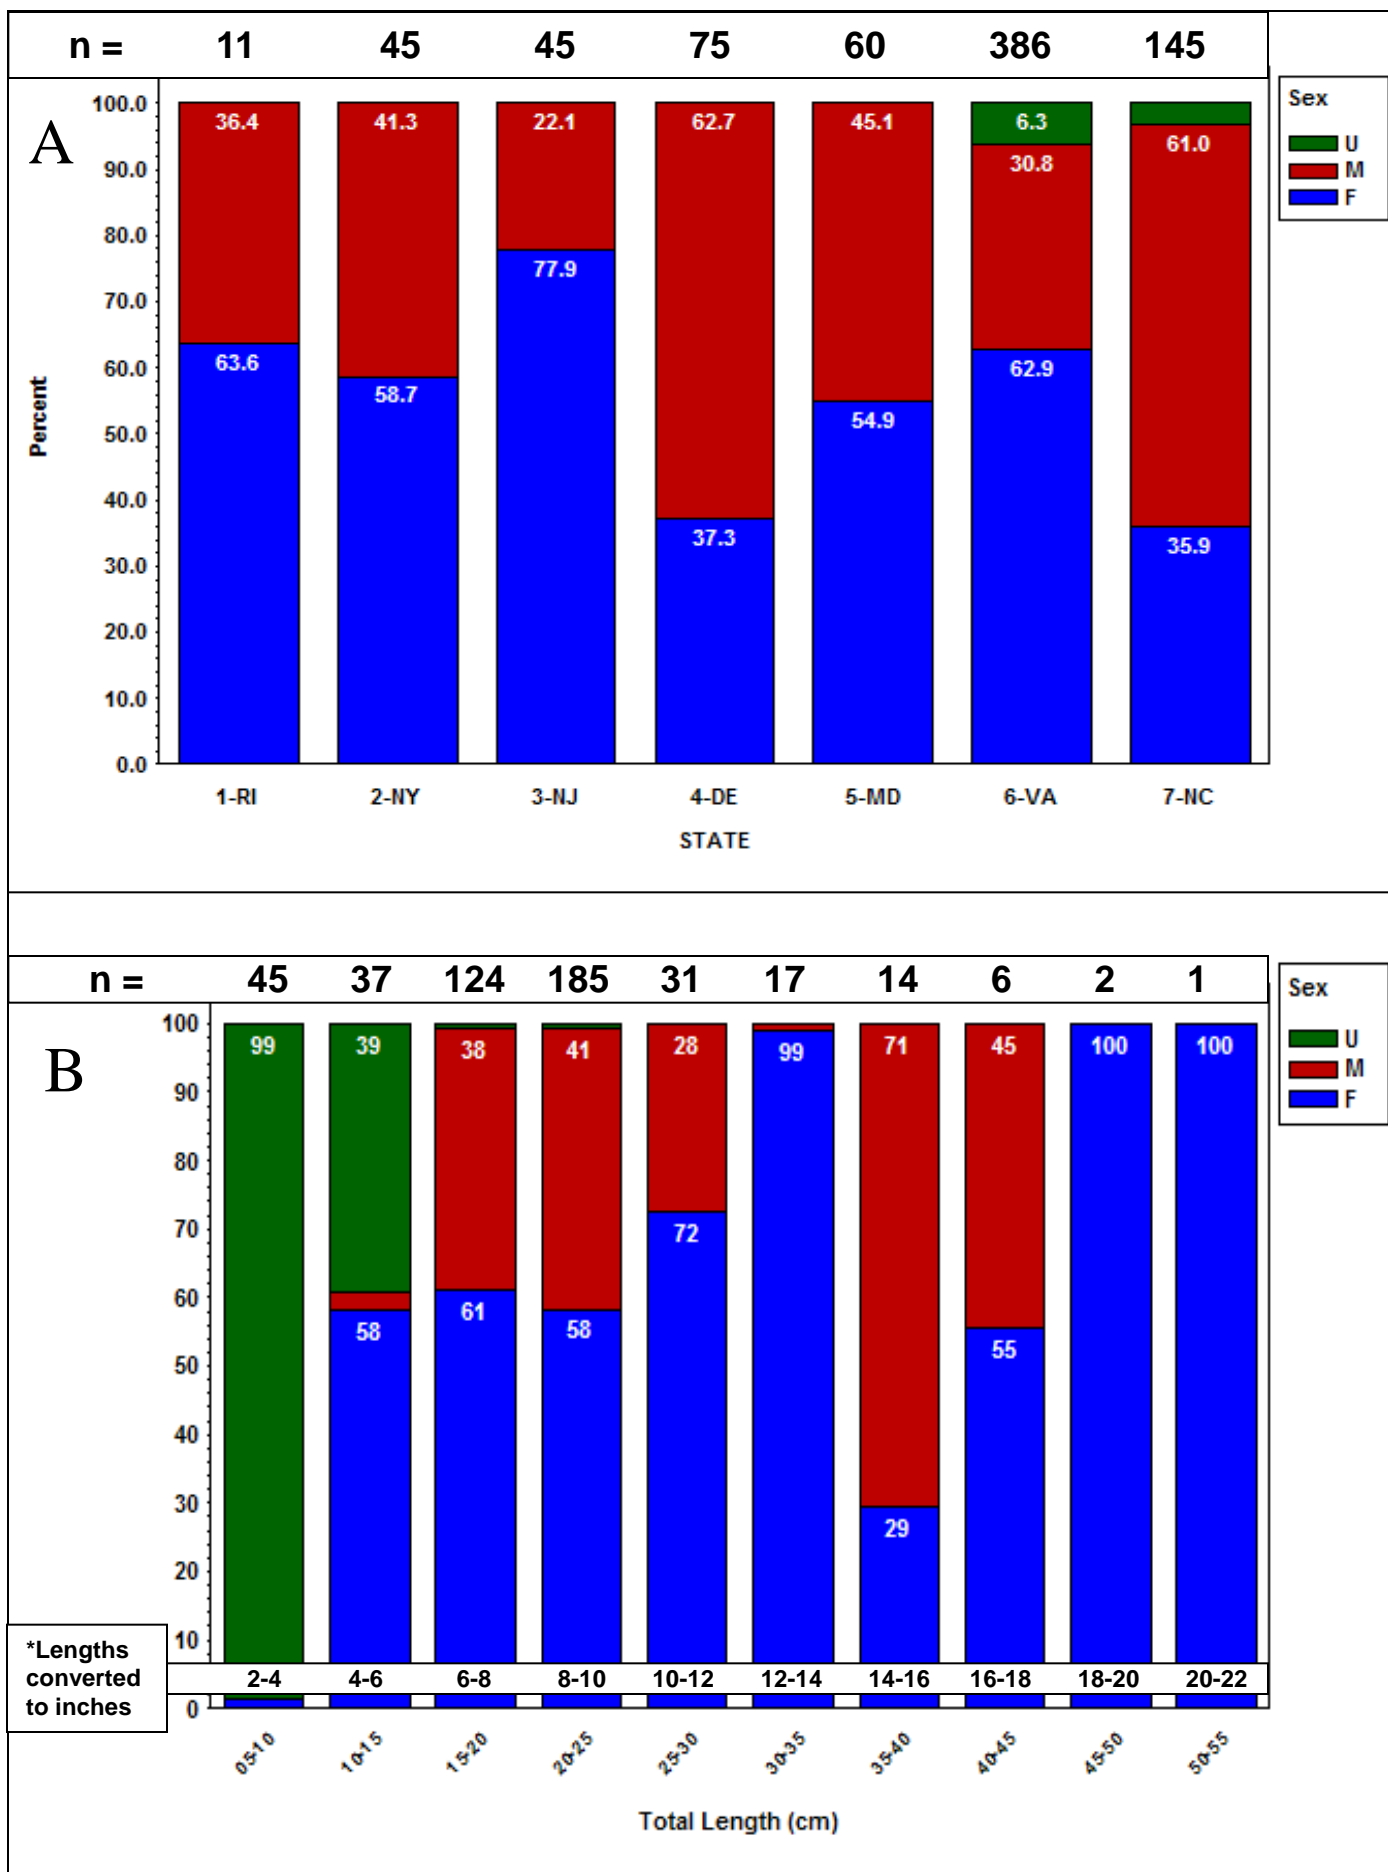 n = 11 45 45 75 60 386 145
A
Sex
U
M
F
100.0
90.0
80.0
70.0
60.0
50.0
40.0
30.0
20.0
10.0
0.0
Percent
36.4 41.3 22.1 62.7 45.1 6.3 61.0
30.8
77.9
63.6 58.7 54.9 62.9
37.3 35.9
1-RI 2-NY 3-NJ 4-DE 5-MD 6-VA 7-NC
STATE
n = 45 37 124 185 31 17 14 6 2 1
B
Sex
U
M
F
100
90
80
70
60
50
40
30
20
10
0
99 39 38 41 28 99 71 45 100 100
72
58 61 58 55
29
*Lengths
converted
to inches
2-4 4-6 6-8 8-10 10-12 12-14 14-16 16-18 18-20 20-22
05-10 10-15 15-20 20-25 25-30 30-35 35-40 40-45 45-50 50-55
Total Length (cm)